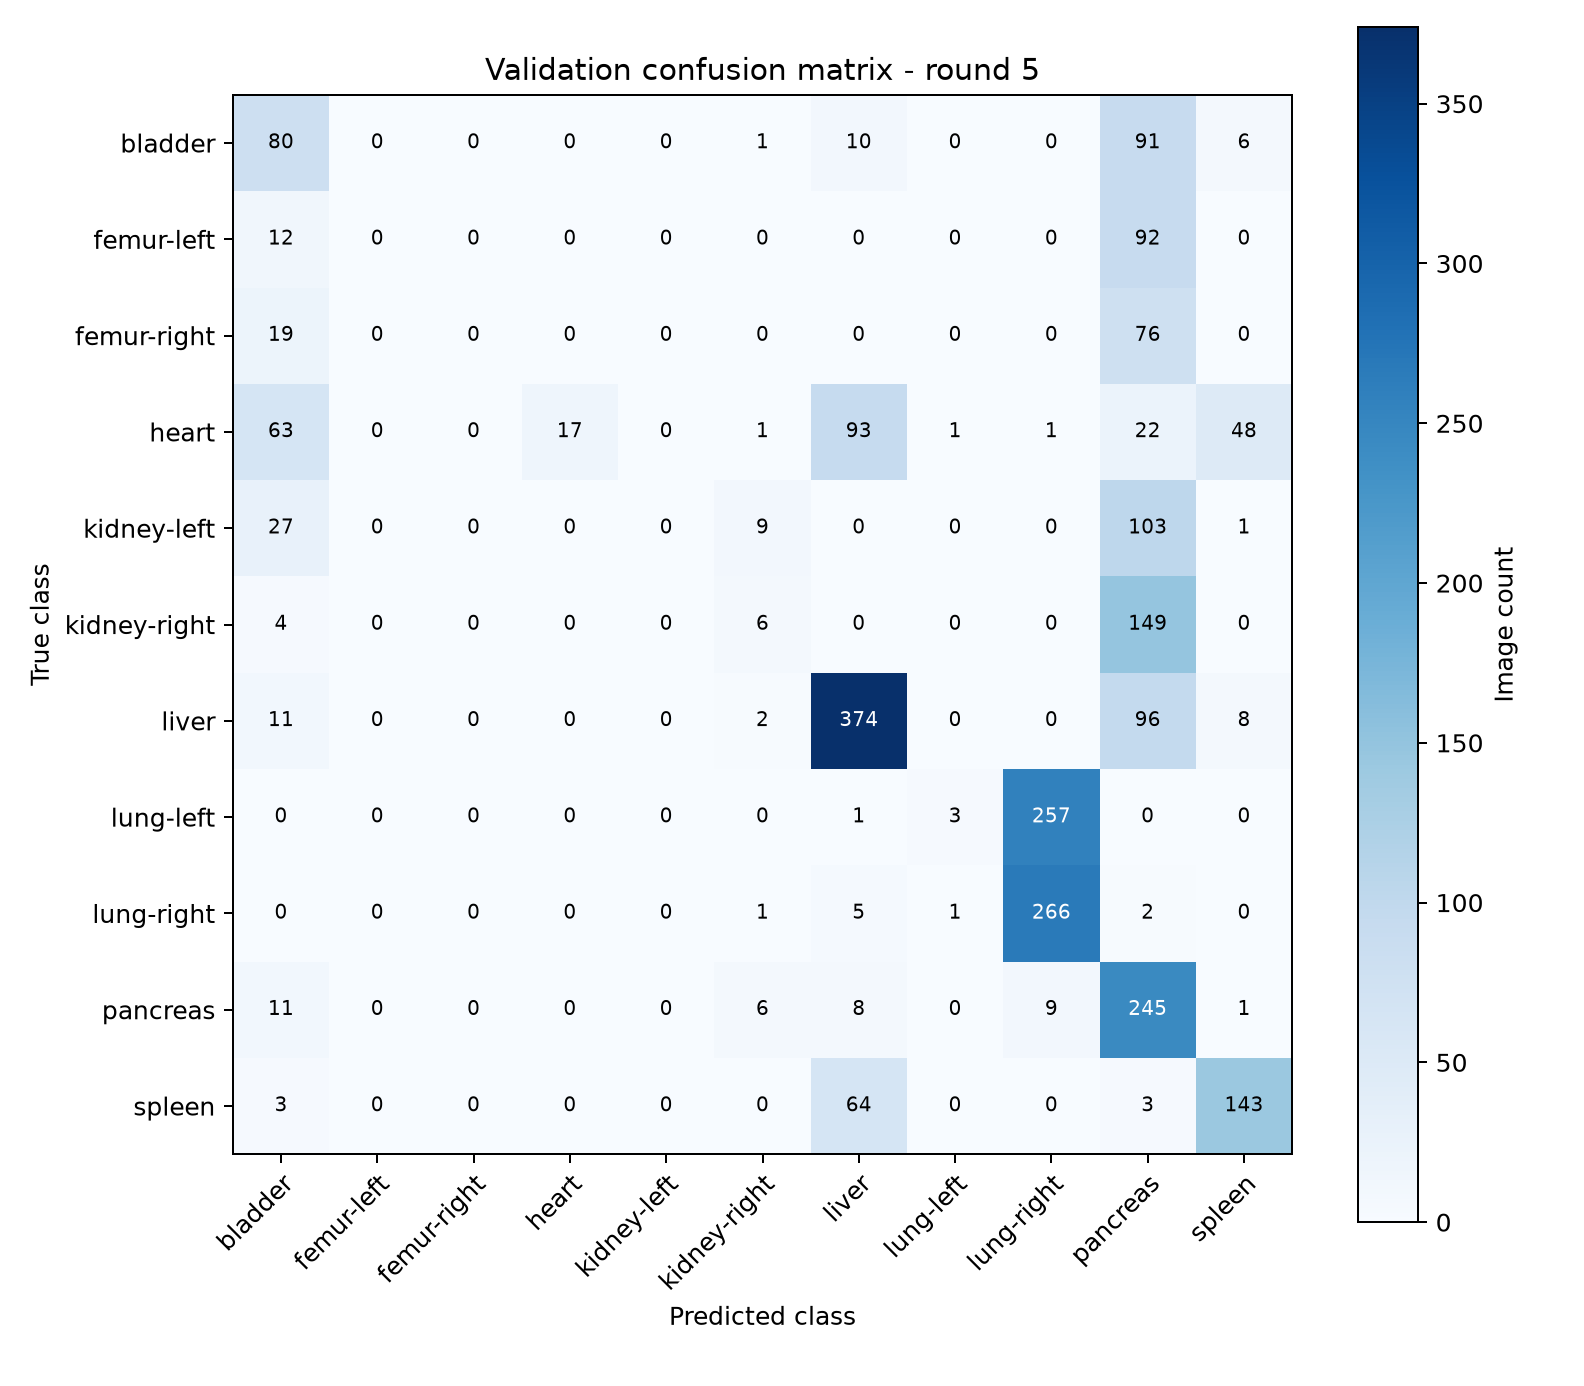 Validation confusion matrix - round 5
bladder 80 0 0 0 0 1 10 0 0 91 6
femur-left 12 0 0 0 0 0 0 0 0 92 0
femur-right 19 0 0 0 0 0 0 0 0 76 0
heart 63 0 0 17 0 1 93 1 1 22 48
kidney-left 27 0 0 0 0 9 0 0 0 103 1
kidney-right 4 0 0 0 0 6 0 0 0 149 0
liver 11 0 0 0 0 2 374 0 0 96 8
lung-left 0 0 0 0 0 0 1 3 257 0 0
lung-right 0 0 0 0 0 1 5 1 266 2 0
pancreas 11 0 0 0 0 6 8 0 9 245 1
spleen 3 0 0 0 0 0 64 0 0 3 143
bladder femur-left femur-right heart kidney-left kidney-right liver lung-left lung-right pancreas spleen
Predicted class
True class
350
300
250
200
150
100
50
0
Image count